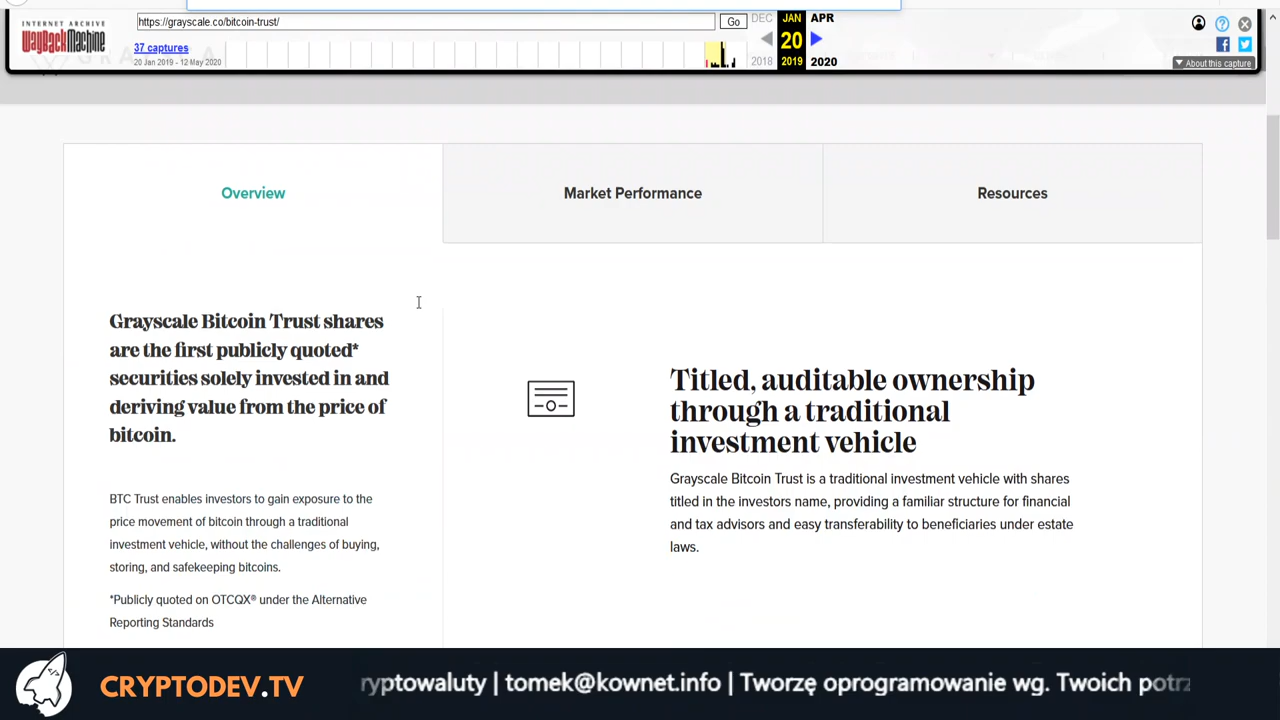 INTERNET ARCHIVE
WayBackMachine
https://grayscale.co/bitcoin-trust/
Go
DEC
JAN
APR
37 captures
20
20 Jan 2019 - 12 May 2020
2018
2019
2020
About this capture
Overview
Market Performance
Resources
Grayscale Bitcoin Trust shares
are the first publicly quoted*
securities solely invested in and
deriving value from the price of
bitcoin.
BTC Trust enables investors to gain exposure to the
price movement of bitcoin through a traditional
investment vehicle, without the challenges of buying,
storing, and safekeeping bitcoins.
*Publicly quoted on OTCQX® under the Alternative
Reporting Standards
Titled, auditable ownership
through a traditional
investment vehicle
Grayscale Bitcoin Trust is a traditional investment vehicle with shares
titled in the investors name, providing a familiar structure for financial
and tax advisors and easy transferability to beneficiaries under estate
laws.
CRYPTODEV.TV
ryptowaluty | tomek@kownet.info | Tworzę oprogramowanie wg. Twoich potrz